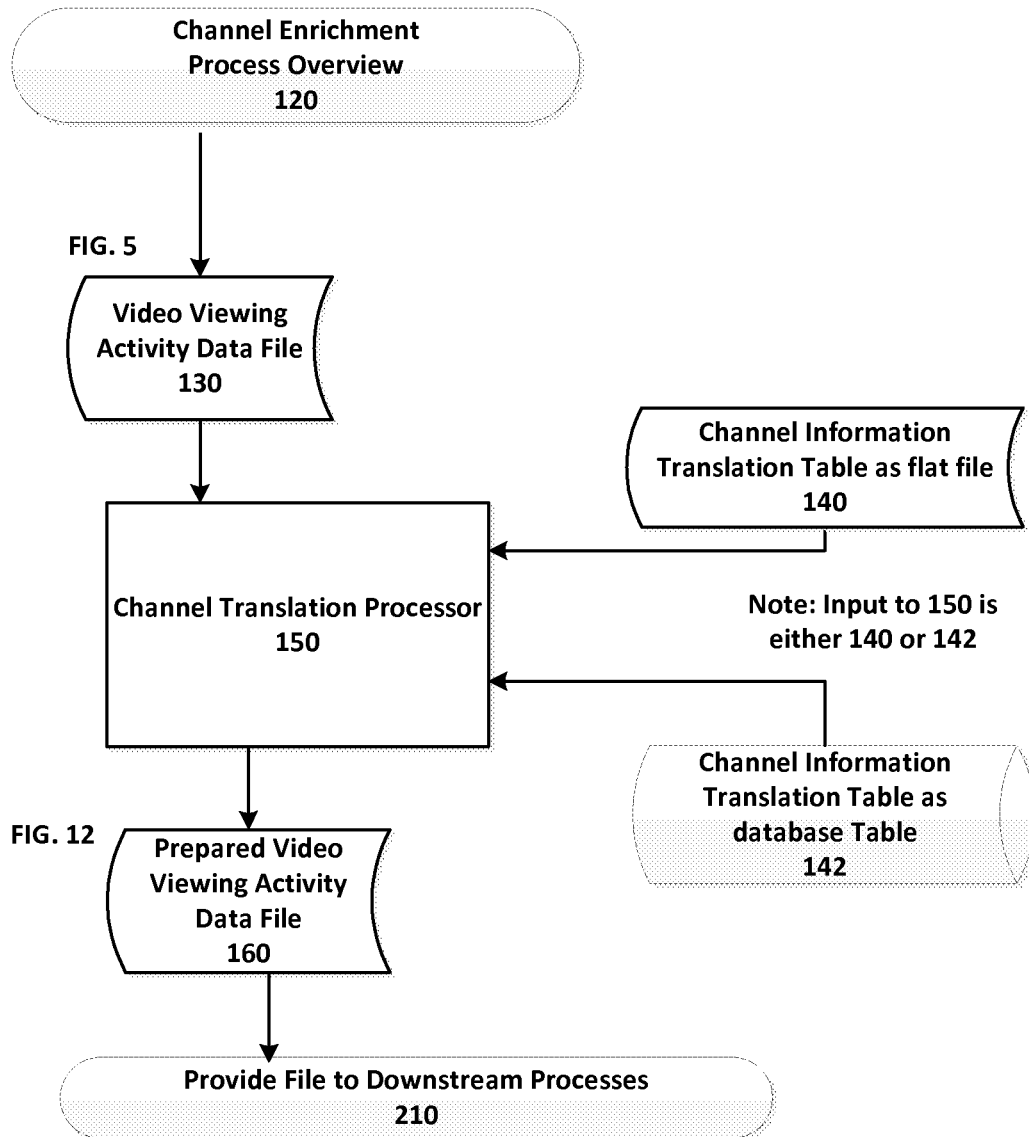 Channel Enrichment
Process Overview
120
FIG. 5
Video Viewing
Activity Data File
130
Channel Information
Translation Table as flat file
140
Channel Translation Processor
150
Note: Input to 150 is
either 140 or 142
Channel Information
Translation Table as
database Table
142
FIG. 12
Prepared Video
Viewing Activity
Data File
160
Provide File to Downstream Processes
210